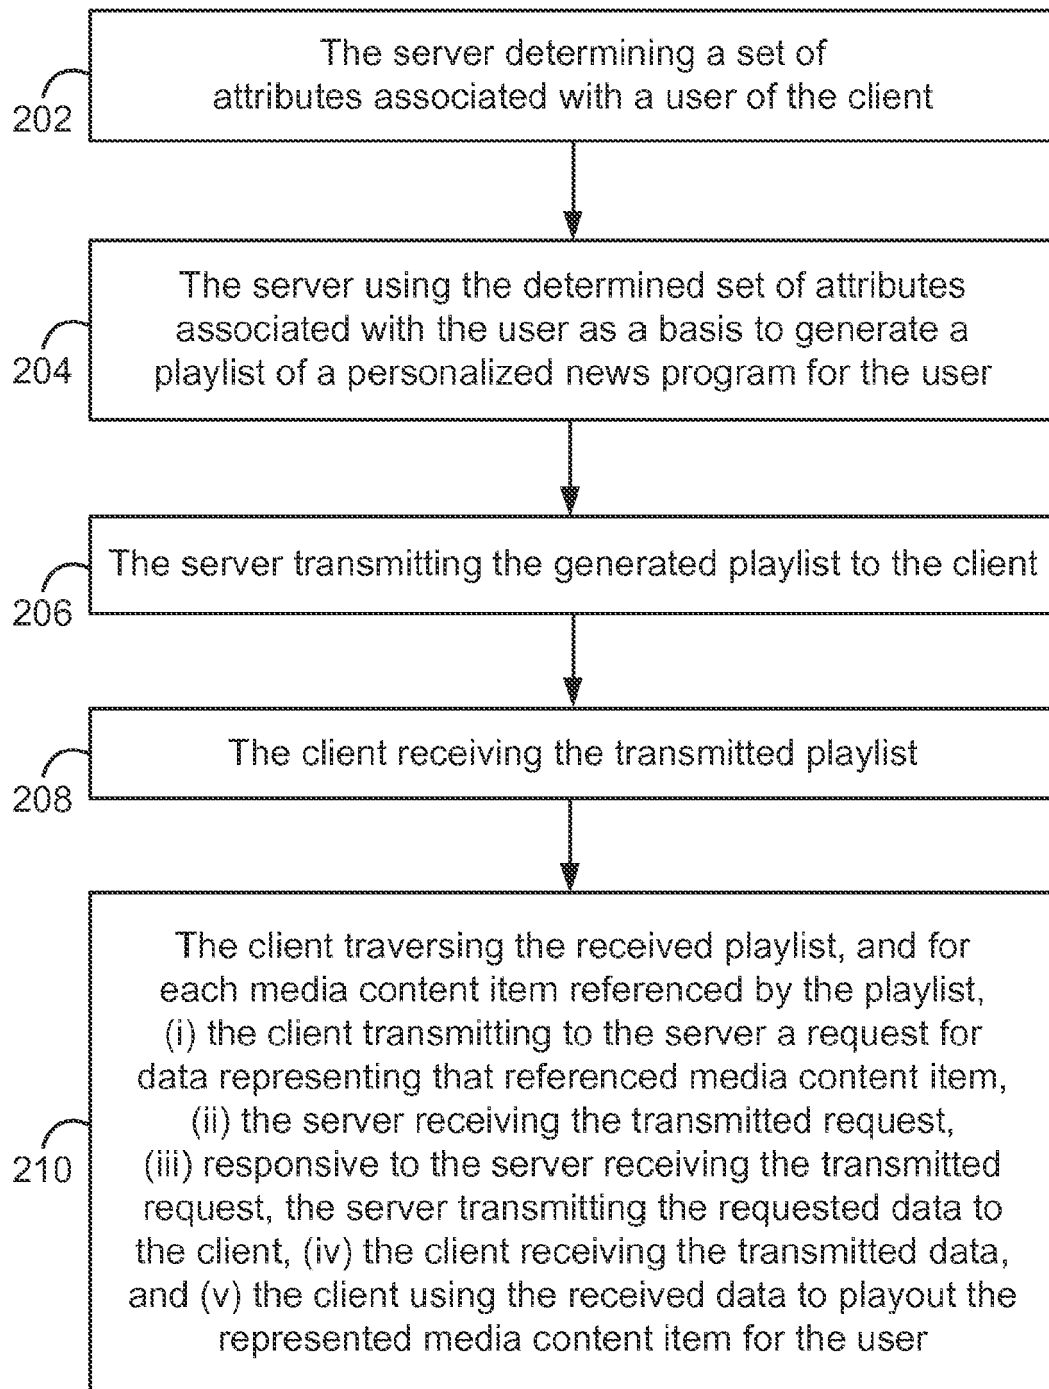 The server determining a set of
attributes associated with a user of the client
202
The server using the determined set of attributes
associated with the user as a basis to generate a
playlist of a personalized news program for the user
204
The server transmitting the generated playlist to the client
206
The client receiving the transmitted playlist
208
The client traversing the received playlist, and for
each media content item referenced by the playlist,
(i) the client transmitting to the server a request for
data representing that referenced media content item,
(ii) the server receiving the transmitted request,
(iii) responsive to the server receiving the transmitted
request, the server transmitting the requested data to
the client, (iv) the client receiving the transmitted data,
and (v) the client using the received data to playout the
represented media content item for the user
210